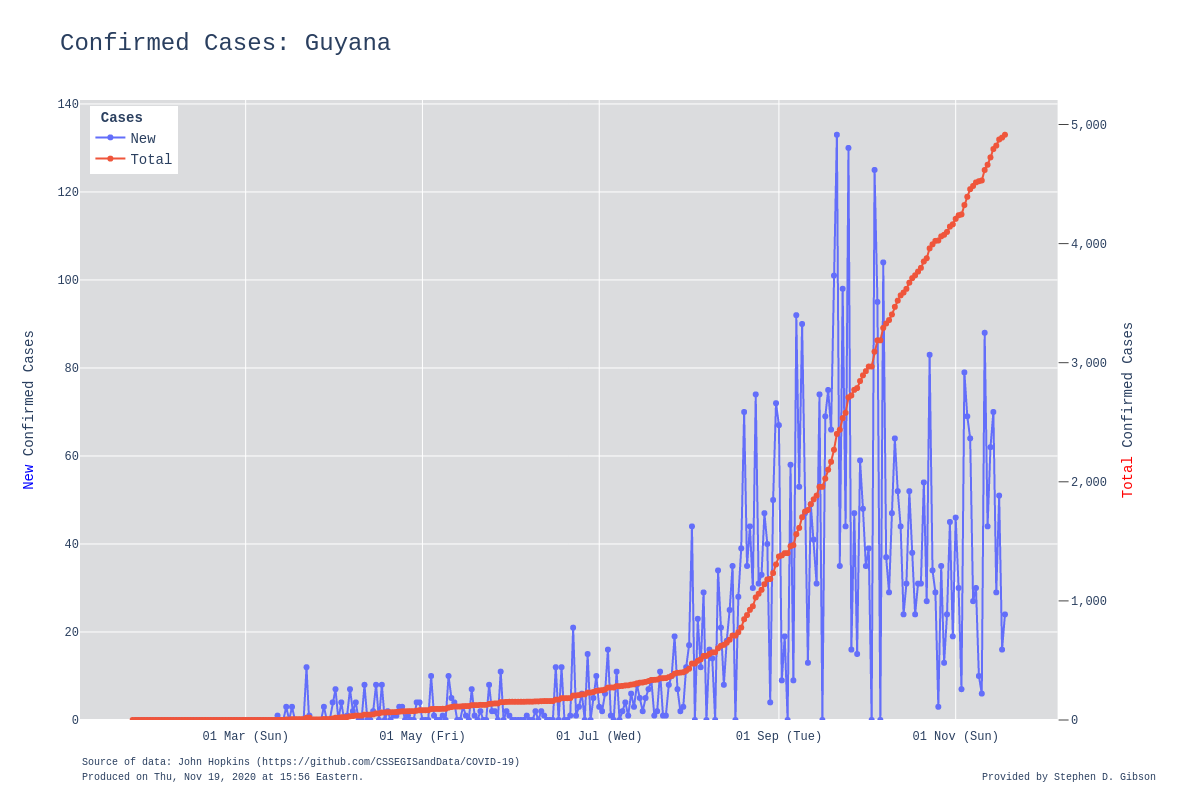 Confirmed Cases: Guyana
Cases
New
Total
140
120
100
80
60
40
20
0
5,000
4,000
3,000
2,000
1,000
0
New Confirmed Cases
Total Confirmed Cases
01 Mar (Sun)
01 May (Fri)
01 Jul (Wed)
01 Sep (Tue)
01 Nov (Sun)
Source of data: John Hopkins (https://github.com/CSSEGISandData/COVID-19)
Produced on Thu, Nov 19, 2020 at 15:56 Eastern.
Provided by Stephen D. Gibson